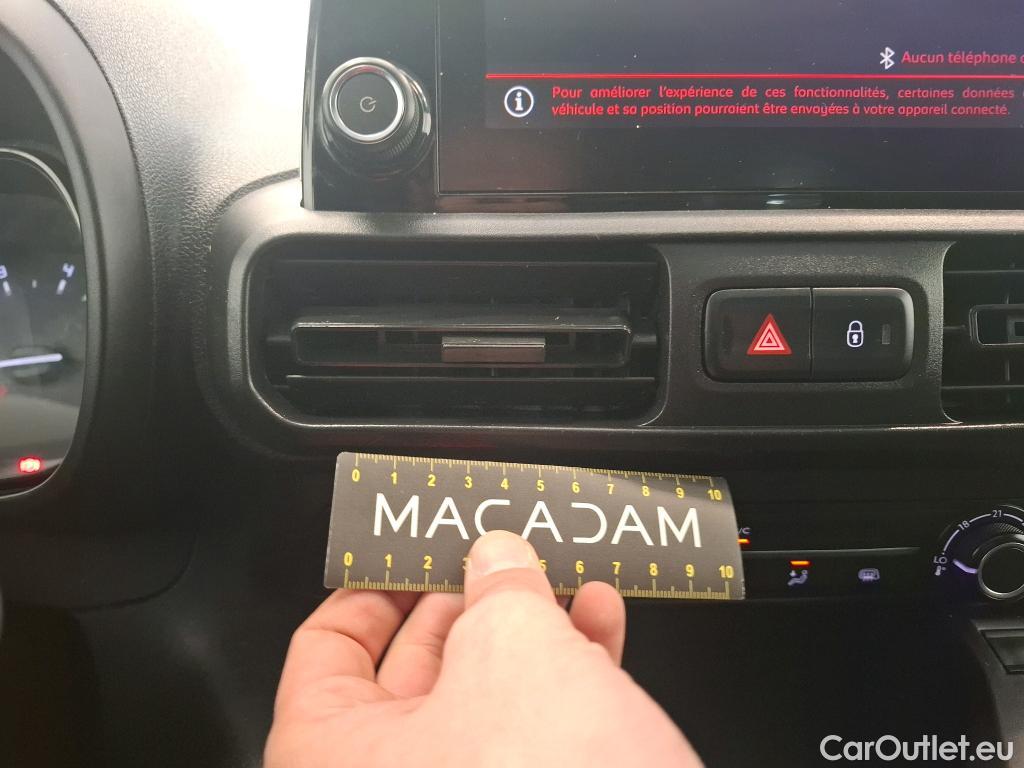 Aucun téléphone
Pour améliorer l'expérience de ces fonctionnalités, certaines données
véhicule et sa position pourraient être envoyées à votre appareil connecté.
3 4
0 1 2 3 4 5 6 7 8 9 10
MACADAM
0 1 2 3 5 6 7 8 9 10
18 21
LO
CarOutlet.eu